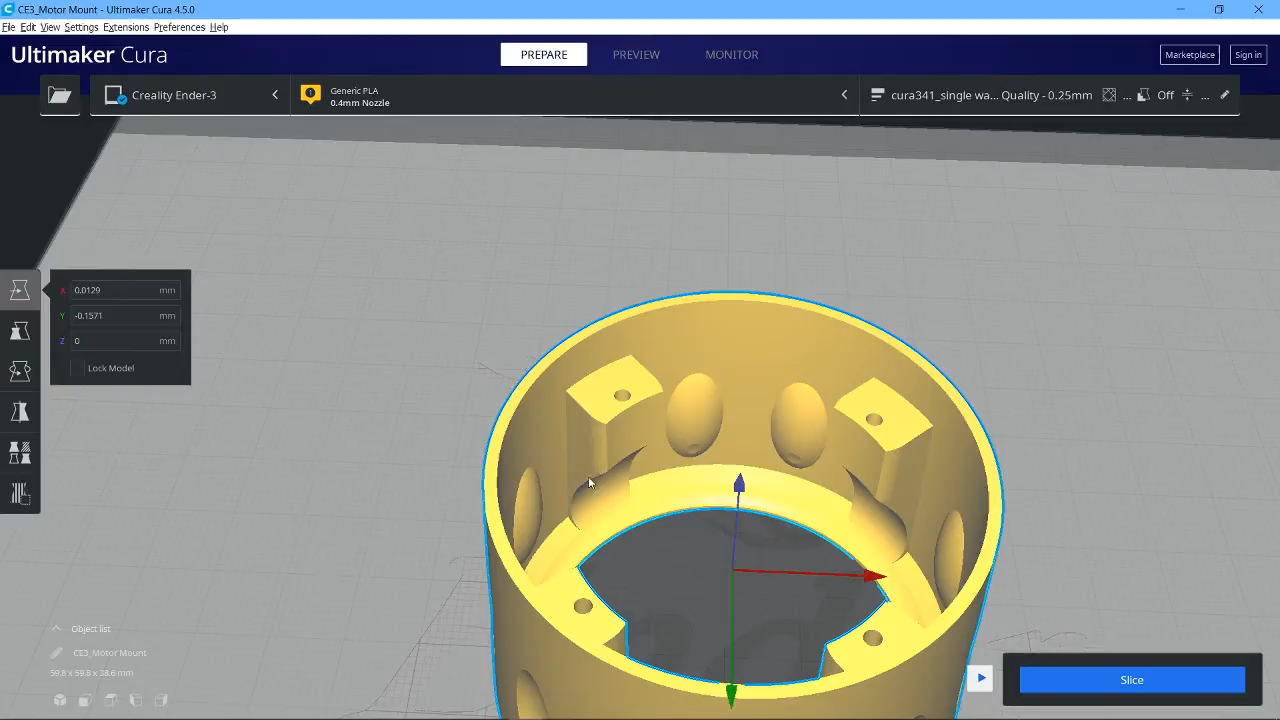 CE3_Motor Mount - Ultimaker Cura 4.5.0
File Edit View Settings Extensions Preferences Help
Ultimaker Cura
PREPARE
PREVIEW
MONITOR
Marketplace
Sign in
Creality Ender-3
1
Generic PLA
0.4mm Nozzle
cura341_single wa... Quality - 0.25mm
...
Off
...
X 0.0129 mm
Y -0.1571 mm
Z 0 mm
Lock Model
Object list
CE3_Motor Mount
59.8 x 59.8 x 38.6 mm
Slice